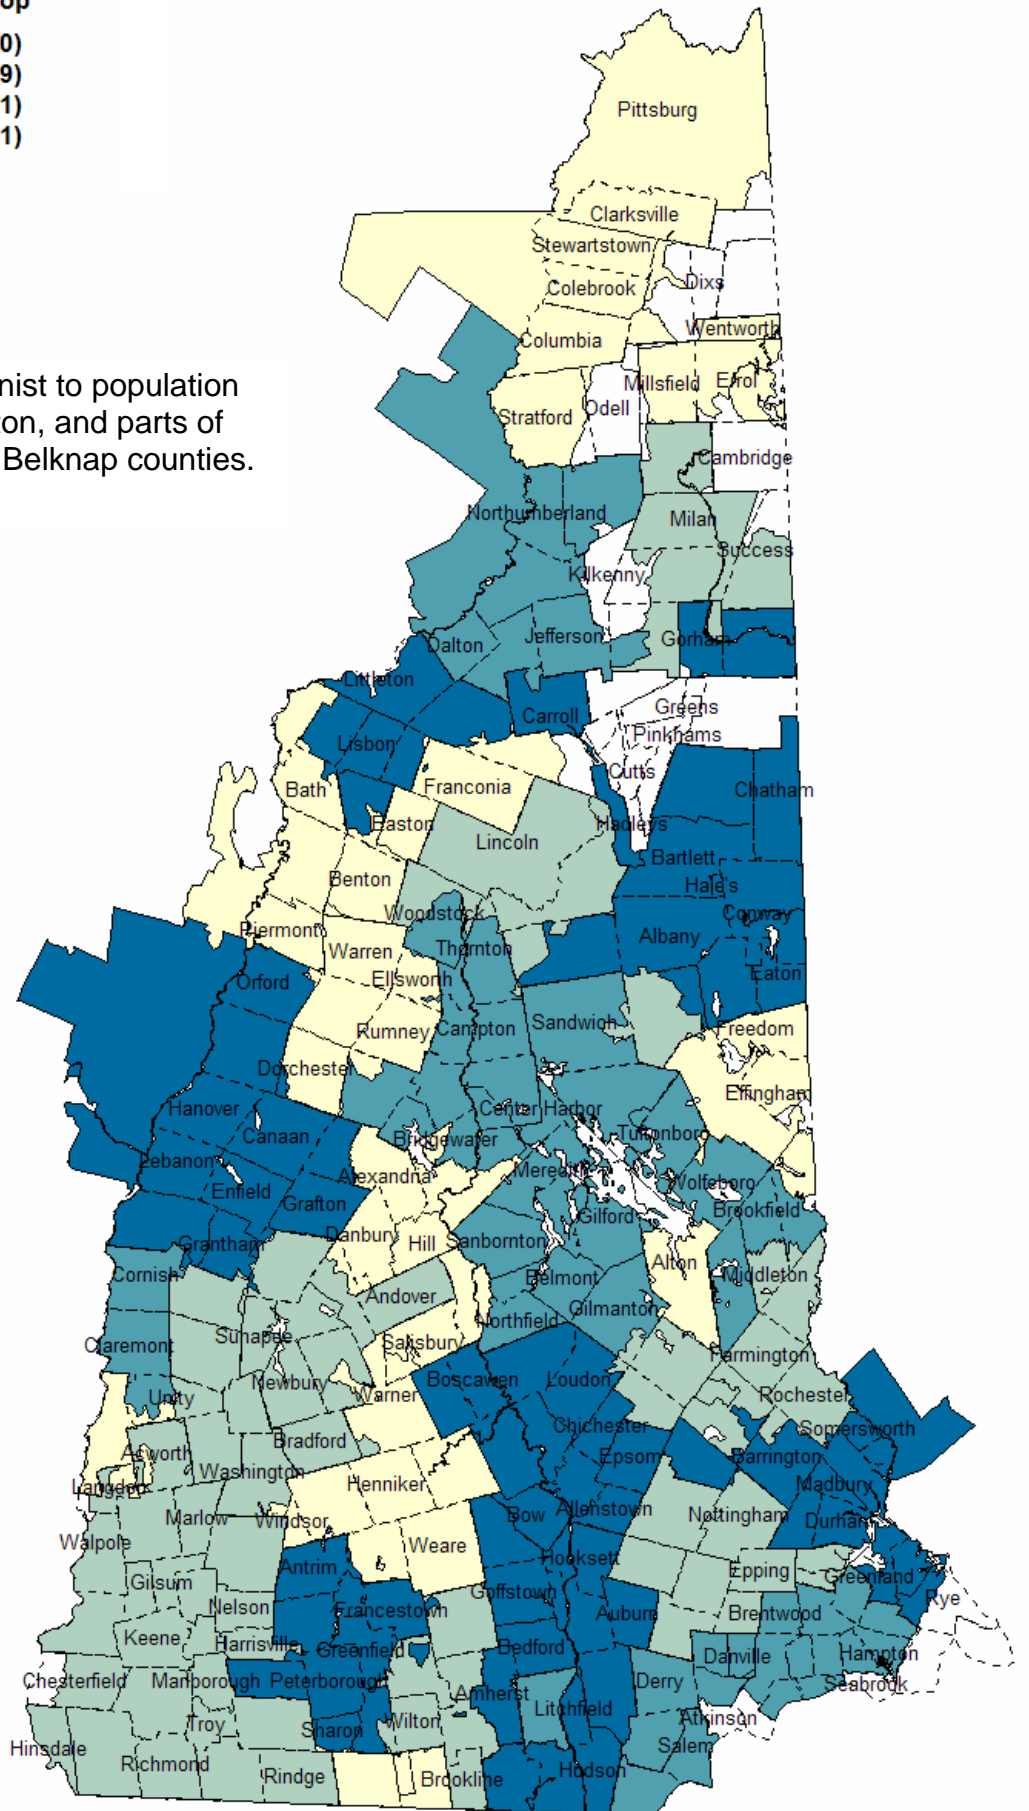 op
0)
9)
1)
1)
Pittsburg
Clarksville
Stewartstown
Dixs
Colebrook
Wentworth
Columbia
nist to population
ton, and parts of
Belknap counties.
Millsfield Errol
Odell
Stratford
Cambridge
Northumberland
Milan
Success
Kilkenny
Jefferson
Gorham
Dalton
Littleton
Greens
Carroll
Pinkhams
Lisbon
Cutts
Bath
Franconia
Chatham
Easton
Hadleys
Lincoln
Bartlett
Benton
Hale's
Woodstock
Conway
Piermont
Albany
Warren
Thornton
Ellsworth
Eaton
Orford
Sandwich
Rumney Campton
Freedom
Dorchester
Effingham
Hanover
Center Harbor
Canaan
Bridgewater
Tuftonboro
Lebanon
Alexandria
Meredith
Enfield
Wolfeboro
Grafton
Gilford
Brookfield
Danbury
Hill
Sanbornton
Grantham
Alton
Cornish
Belmont
Middleton
Andover
Gilmanton
Northfield
Sunapee
Claremont
Salisbury
Farmington
Newbury
Boscawen
Loudon
Unity
Warner
Rochester
Chichester
Somersworth
Bradford
Acworth
Epsom
Barrington
Washington
Langdon
Henniker
Madbury
Marlow
Windsor
Bow
Allenstown
Nottingham
Durham
Walpole
Weare
Hooksett
Antrim
Gilsum
Epping
Greenland
Goffstown
Nelson
Francestown
Auburn
Brentwood
Rye
Keene
Harrisville
Greenfield
Bedford
Danville
Hampton
Chesterfield
Marlborough
Peterborough
Amherst
Derry
Seabrook
Litchfield
Troy
Sharon
Wilton
Atkinson
Hinsdale
Salem
Richmond
Rindge
Brookline
Hudson